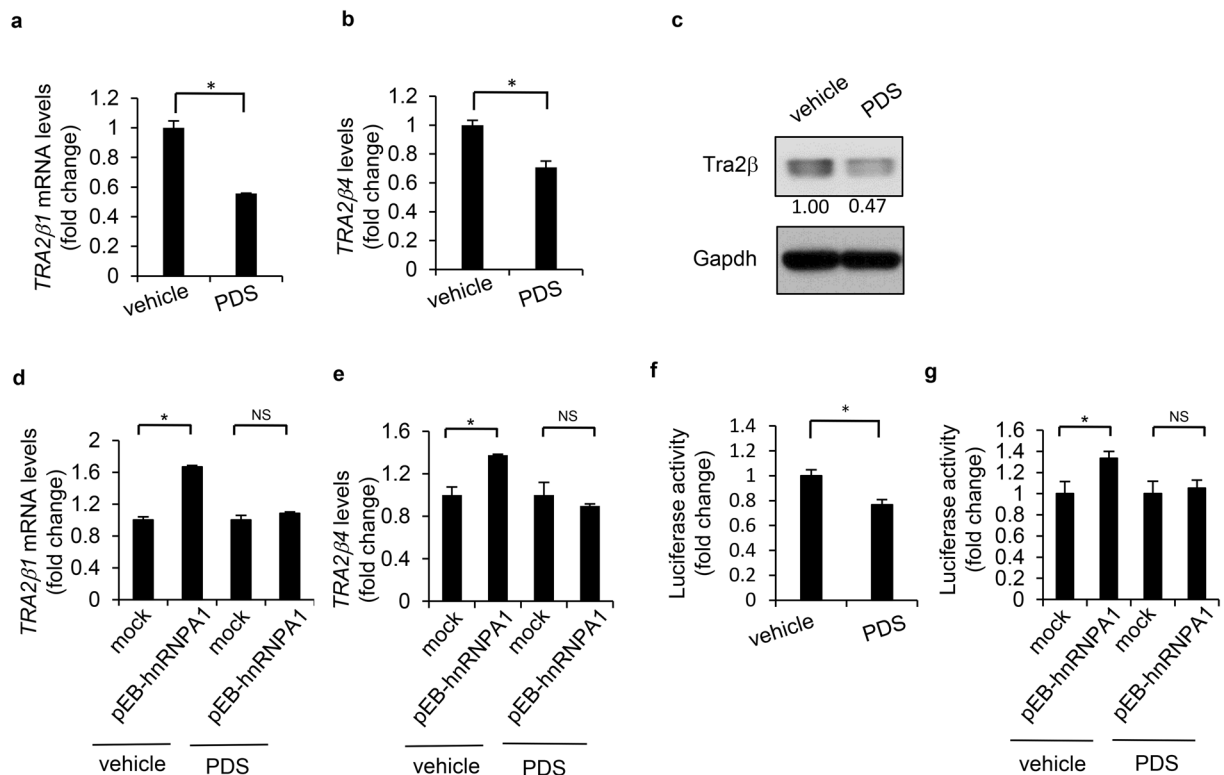 a
TRA2β1 mRNA levels
(fold change)
1.2
1
0.8
0.6
0.4
0.2
0
*
vehicle
PDS
b
TRA2β4 levels
(fold change)
1.2
1
0.8
0.6
0.4
0.2
0
*
vehicle
PDS
c
vehicle
PDS
Tra2β
1.00 0.47
Gapdh
d
TRA2β1 mRNA levels
(fold change)
2
1.6
1.2
0.8
0.4
0
*
NS
mock
pEB-hnRNPA1
mock
pEB-hnRNPA1
vehicle
PDS
e
TRA2β4 levels
(fold change)
1.6
1.2
0.8
0.4
0
*
NS
mock
pEB-hnRNPA1
mock
pEB-hnRNPA1
vehicle
PDS
f
Luciferase activity
(fold change)
1.4
1.2
1
0.8
0.6
0.4
0.2
0
*
vehicle
PDS
g
Luciferase activity
(fold change)
1.6
1.4
1.2
1
0.8
0.6
0.4
0.2
0
*
NS
mock
pEB-hnRNPA1
mock
pEB-hnRNPA1
vehicle
PDS